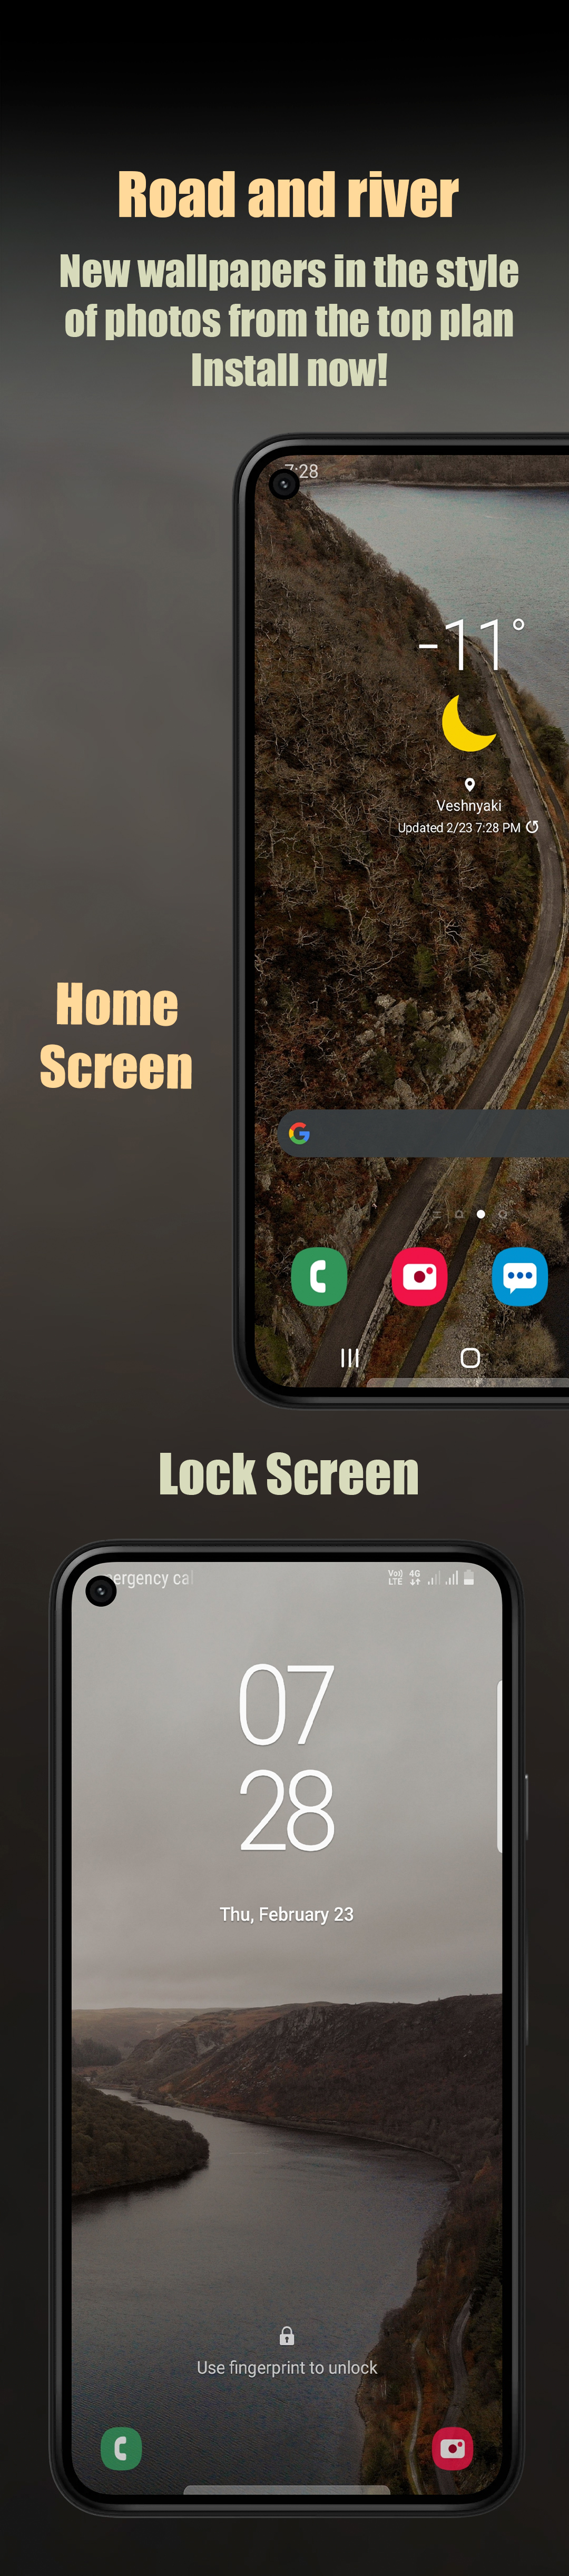 Road and river
New wallpapers in the style
of photos from the top plan
Install now!
7:28
-11°
Veshnyaki
Updated 2/23 7:28 PM
Home
Screen
Lock Screen
Vo))
LTE
4G
07
28
Thu, February 23
Use fingerprint to unlock